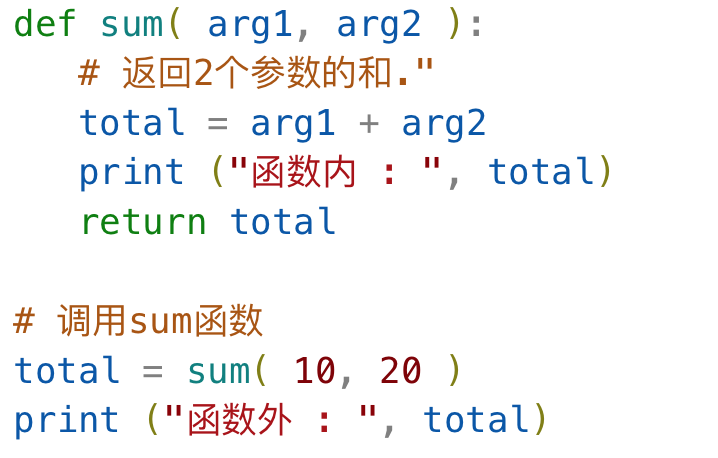 def sum( arg1, arg2 ):
   # 返回2个参数的和."
   total = arg1 + arg2
   print ("函数内 : ", total)
   return total

# 调用sum函数
total = sum( 10, 20 )
print ("函数外 : ", total)